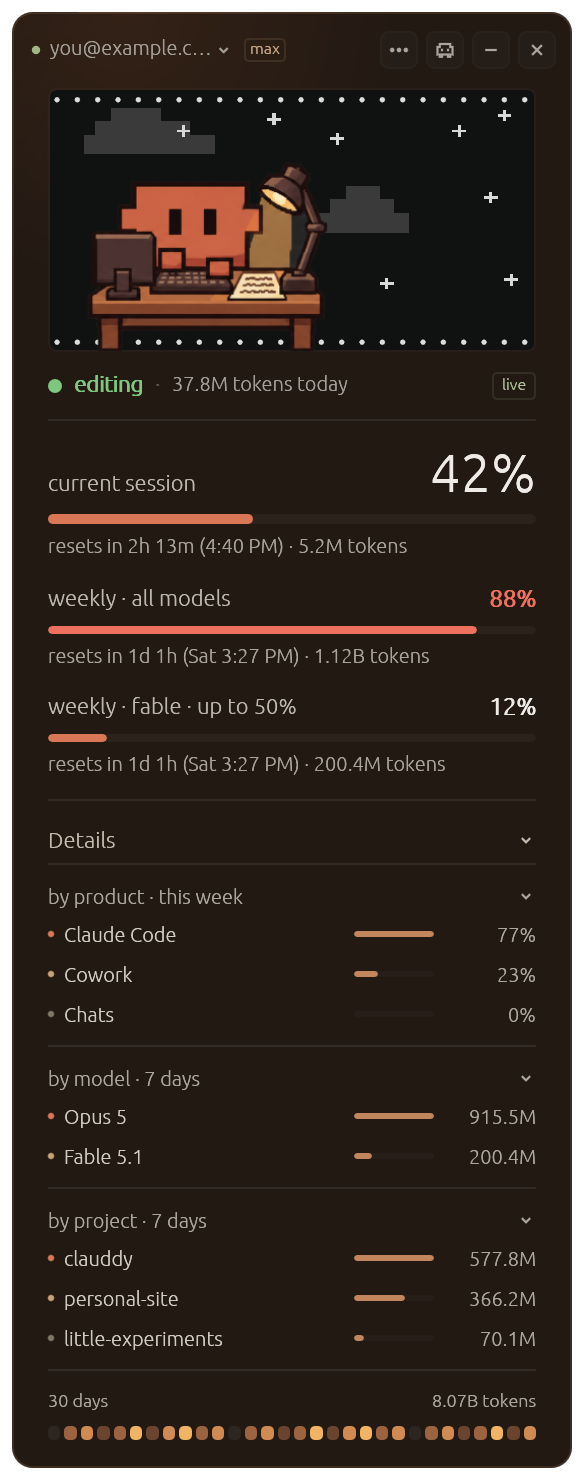 you@example.c... max
editing · 37.8M tokens today live
current session 42%
resets in 2h 13m (4:40 PM) · 5.2M tokens
weekly · all models 88%
resets in 1d 1h (Sat 3:27 PM) · 1.12B tokens
weekly · fable · up to 50% 12%
resets in 1d 1h (Sat 3:27 PM) · 200.4M tokens
Details
by product · this week
Claude Code 77%
Cowork 23%
Chats 0%
by model · 7 days
Opus 5 915.5M
Fable 5.1 200.4M
by project · 7 days
clauddy 577.8M
personal-site 366.2M
little-experiments 70.1M
30 days 8.07B tokens